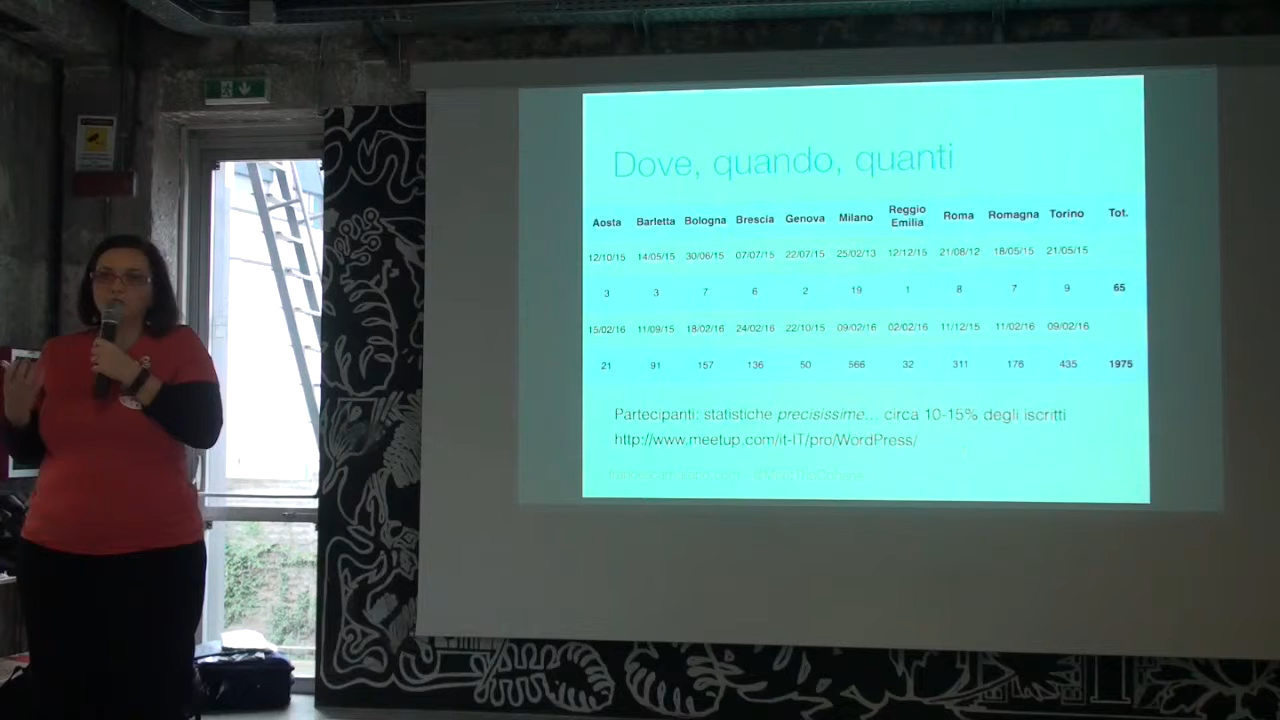 Dove, quando, quanti
Aosta Barletta Bologna Brescia Genova Milano Reggio Emilia Roma Romagna Torino Tot.
12/10/15 14/05/15 30/06/15 07/07/15 22/07/15 25/02/13 12/12/15 21/08/12 18/05/15 21/05/15
3 3 7 6 2 19 1 8 7 9 65
15/02/16 11/09/15 18/02/16 24/02/16 22/10/15 09/02/16 02/02/16 11/12/15 11/02/16 09/02/16
21 91 157 136 50 566 32 311 176 435 1975
Partecipanti: statistiche precisissime... circa 10-15% degli iscritti
http://www.meetup.com/it-IT/pro/WordPress/